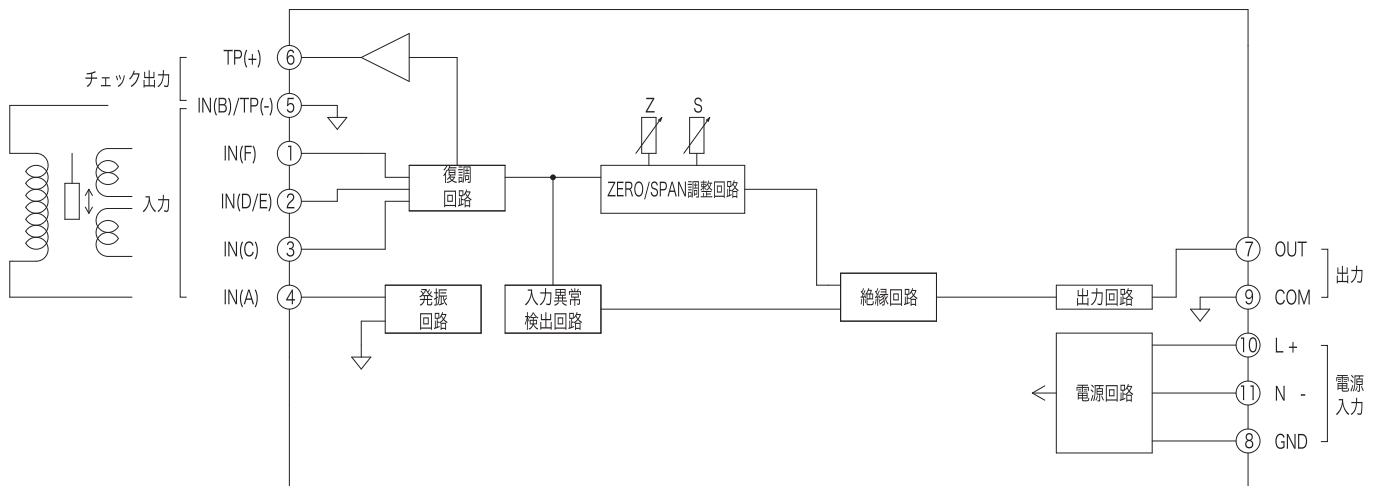 TP(+) ⑥
チェック出力
IN(B)/TP(-) ⑤
IN(F) ①
IN(D/E) ②
入力
IN(C) ③
IN(A) ④
復調
回路
Z
S
ZERO/SPAN調整回路
発振
回路
入力異常
検出回路
絶縁回路
出力回路
⑦ OUT
⑨ COM
出力
電源回路
⑩ L +
⑪ N -
⑧ GND
電源
入力